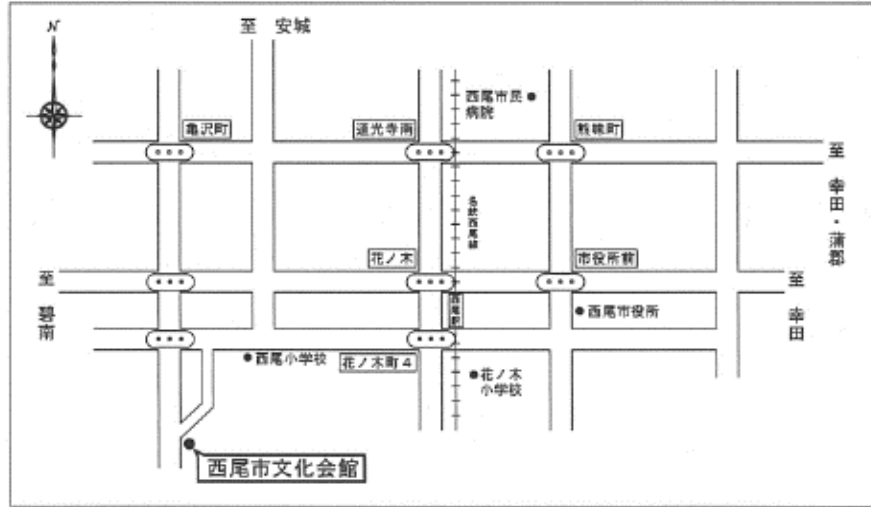 N
至 安城
西尾市民
病院
亀沢町
道光寺南
熊味町
至 幸田・蒲郡
名鉄西尾線
花ノ木
市役所前
至 碧南
至 幸田
西尾駅
西尾市役所
西尾小学校
花ノ木町4
花ノ木
小学校
西尾市文化会館